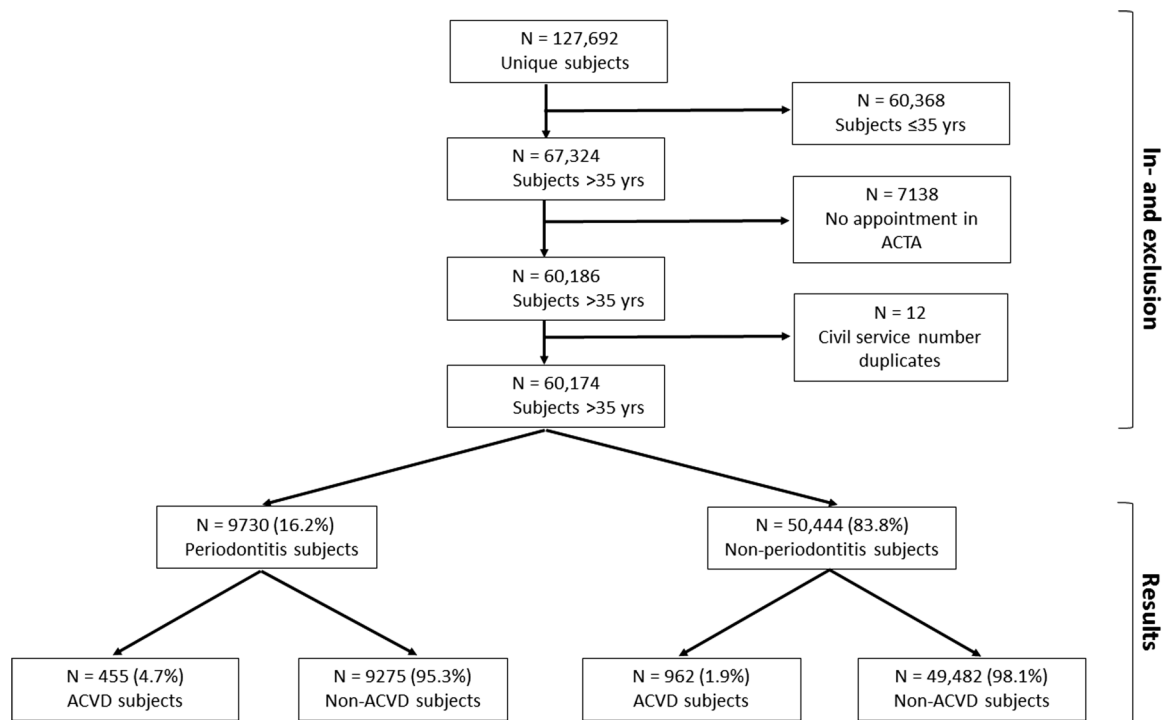 N = 127,692
Unique subjects
N = 60,368
Subjects ≤35 yrs
N = 67,324
Subjects >35 yrs
N = 7138
No appointment in
ACTA
N = 60,186
Subjects >35 yrs
N = 12
Civil service number
duplicates
N = 60,174
Subjects >35 yrs
In- and exclusion
N = 9730 (16.2%)
Periodontitis subjects
N = 50,444 (83.8%)
Non-periodontitis subjects
N = 455 (4.7%)
ACVD subjects
N = 9275 (95.3%)
Non-ACVD subjects
N = 962 (1.9%)
ACVD subjects
N = 49,482 (98.1%)
Non-ACVD subjects
Results